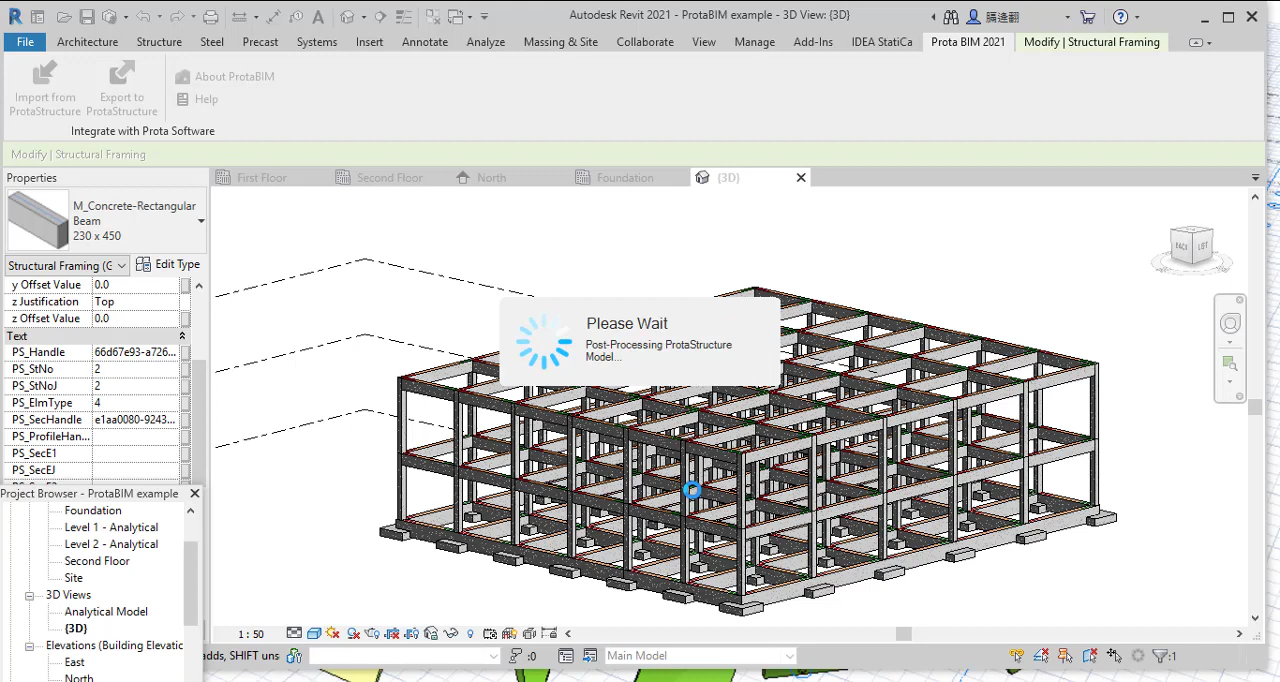 Autodesk Revit 2021 - ProtaBIM example - 3D View: {3D}
File Architecture Structure Steel Precast Systems Insert Annotate Analyze Massing & Site Collaborate View Manage Add-Ins IDEA StatiCa Prota BIM 2021 Modify | Structural Framing
Import from
ProtaStructure
Export to
ProtaStructure
About ProtaBIM
Help
Integrate with Prota Software
Modify | Structural Framing
Properties
First Floor Second Floor North Foundation {3D}
M_Concrete-Rectangular
Beam
230 x 450
Structural Framing (C Edit Type
y Offset Value 0.0
z Justification Top
z Offset Value 0.0
Text
PS_Handle 66d67e93-a726...
PS_StNo 2
PS_StNoJ 2
PS_ElmType 4
PS_SecHandle e1aa0080-9243...
PS_ProfileHan...
PS_SecE1
PS_SecEJ
BACK LEFT
Please Wait
Post-Processing ProtaStructure
Model...
Project Browser - ProtaBIM example
Foundation
Level 1 - Analytical
Level 2 - Analytical
Second Floor
Site
3D Views
Analytical Model
{3D}
Elevations (Building Elevatio
East
North
1 : 50
adds, SHIFT uns
:0
Main Model
:1